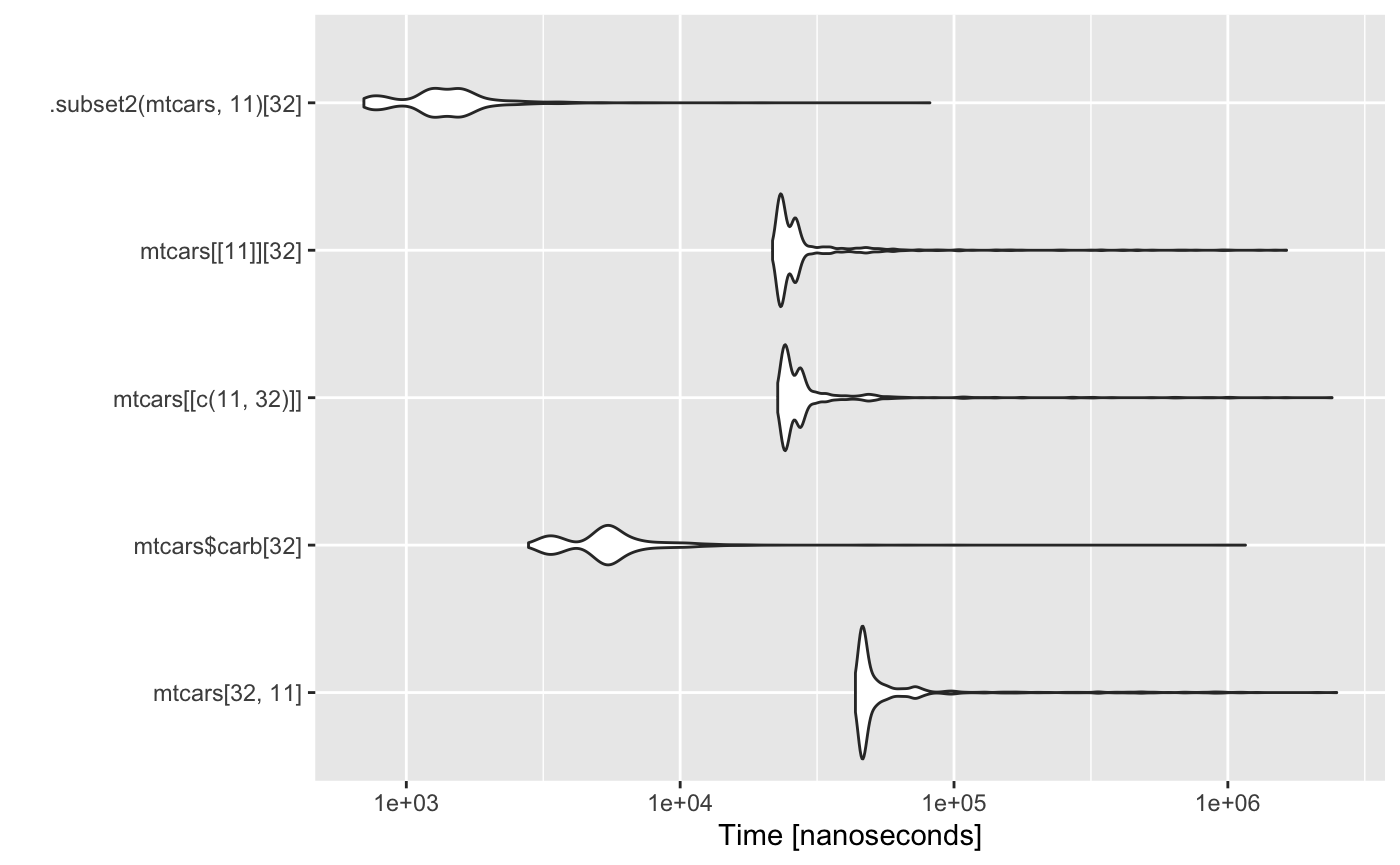 .subset2(mtcars, 11)[32]
mtcars[[11]][32]
mtcars[[c(11, 32)]]
mtcars$carb[32]
mtcars[32, 11]
1e+03 1e+04 1e+05 1e+06
Time [nanoseconds]